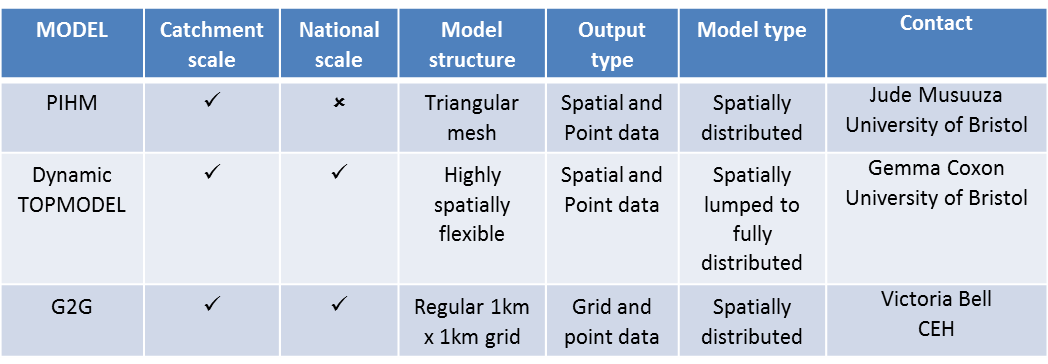 MODEL Catchment scale National scale Model structure Output type Model type Contact
PIHM ✓ × Triangular mesh Spatial and Point data Spatially distributed Jude Musuuza University of Bristol
Dynamic TOPMODEL ✓ ✓ Highly spatially flexible Spatial and Point data Spatially lumped to fully distributed Gemma Coxon University of Bristol
G2G ✓ ✓ Regular 1km x 1km grid Grid and point data Spatially distributed Victoria Bell CEH